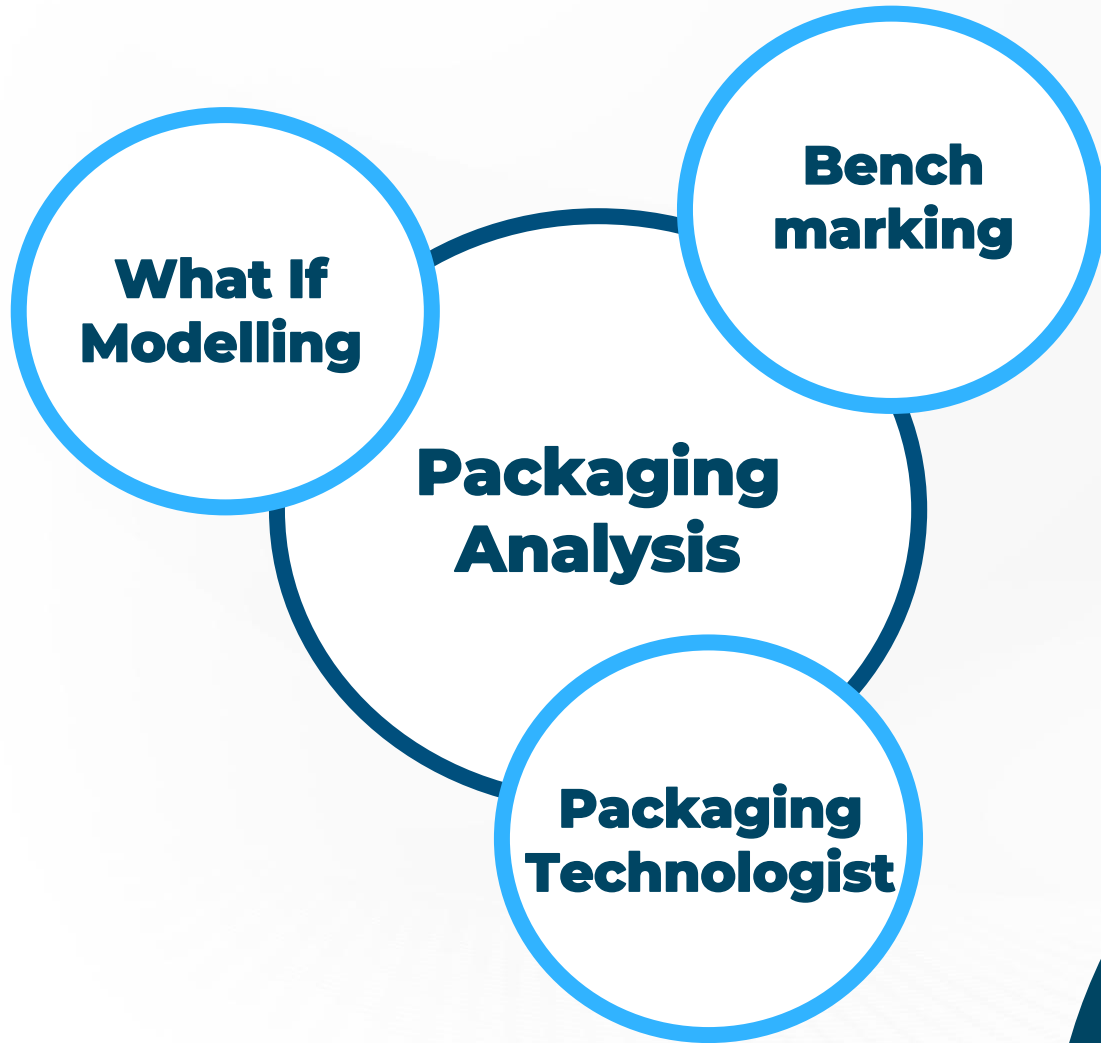 What If
Modelling
Bench
marking
Packaging
Analysis
Packaging
Technologist